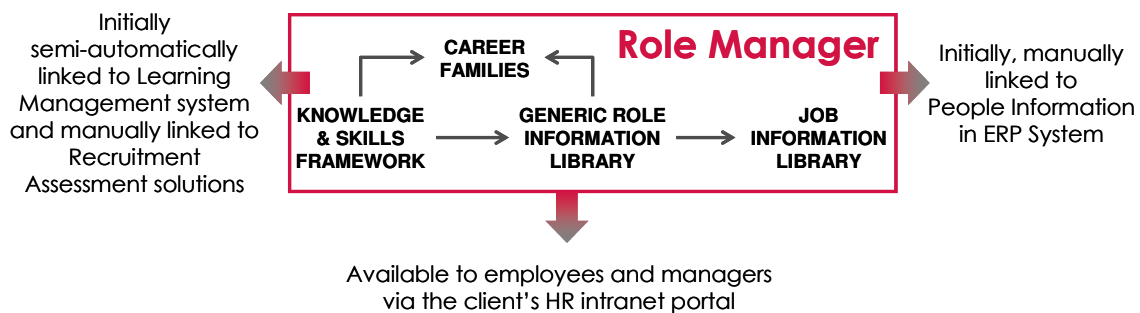 Initially
semi-automatically
linked to Learning
Management system
and manually linked to
Recruitment
Assessment solutions
Role Manager
CAREER
FAMILIES
KNOWLEDGE
& SKILLS
FRAMEWORK
GENERIC ROLE
INFORMATION
LIBRARY
JOB
INFORMATION
LIBRARY
Initially, manually
linked to
People Information
in ERP System
Available to employees and managers
via the client’s HR intranet portal